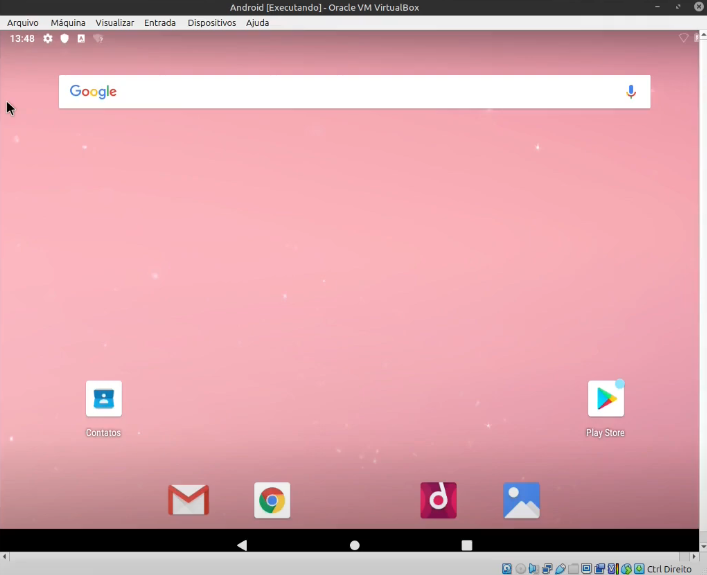 Android [Executando] - Oracle VM VirtualBox
Arquivo Máquina Visualizar Entrada Dispositivos Ajuda
13:48
Google
Contatos
Play Store
Ctrl Direito